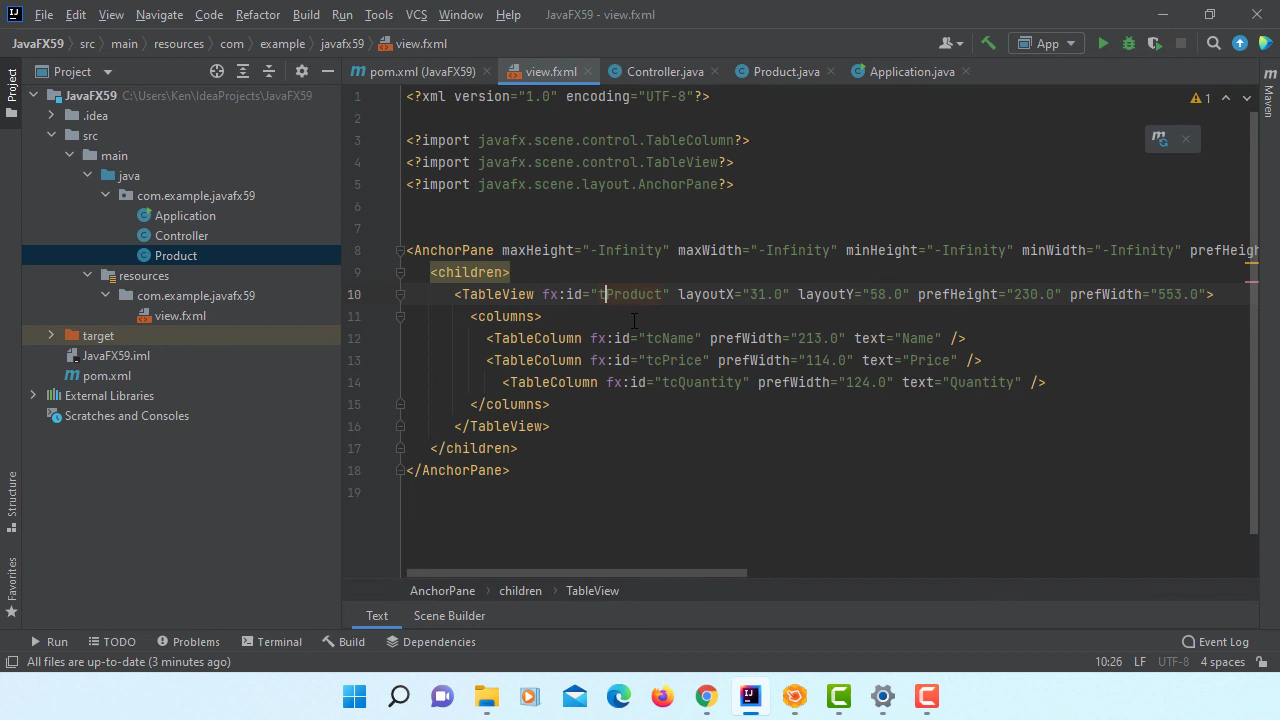 File Edit View Navigate Code Refactor Build Run Tools VCS Window Help JavaFX59 - view.fxml
JavaFX59 › src › main › resources › com › example › javafx59 › view.fxml
App
Project
pom.xml (JavaFX59) view.fxml Controller.java Product.java Application.java
JavaFX59 C:\Users\Ken\IdeaProjects\JavaFX59
.idea
src
main
java
com.example.javafx59
Application
Controller
Product
resources
com.example.javafx59
view.fxml
target
JavaFX59.iml
pom.xml
External Libraries
Scratches and Consoles
Project
Structure
Favorites
Maven
1 <?xml version="1.0" encoding="UTF-8"?>
2
3 <?import javafx.scene.control.TableColumn?>
4 <?import javafx.scene.control.TableView?>
5 <?import javafx.scene.layout.AnchorPane?>
6
7
8 <AnchorPane maxHeight="-Infinity" maxWidth="-Infinity" minHeight="-Infinity" minWidth="-Infinity" prefHeigh
9 <children>
10 <TableView fx:id="tProduct" layoutX="31.0" layoutY="58.0" prefHeight="230.0" prefWidth="553.0">
11 <columns>
12 <TableColumn fx:id="tcName" prefWidth="213.0" text="Name" />
13 <TableColumn fx:id="tcPrice" prefWidth="114.0" text="Price" />
14 <TableColumn fx:id="tcQuantity" prefWidth="124.0" text="Quantity" />
15 </columns>
16 </TableView>
17 </children>
18 </AnchorPane>
19
1
AnchorPane › children › TableView
Text Scene Builder
Run TODO Problems Terminal Build Dependencies Event Log
All files are up-to-date (3 minutes ago) 10:26 LF UTF-8 4 spaces